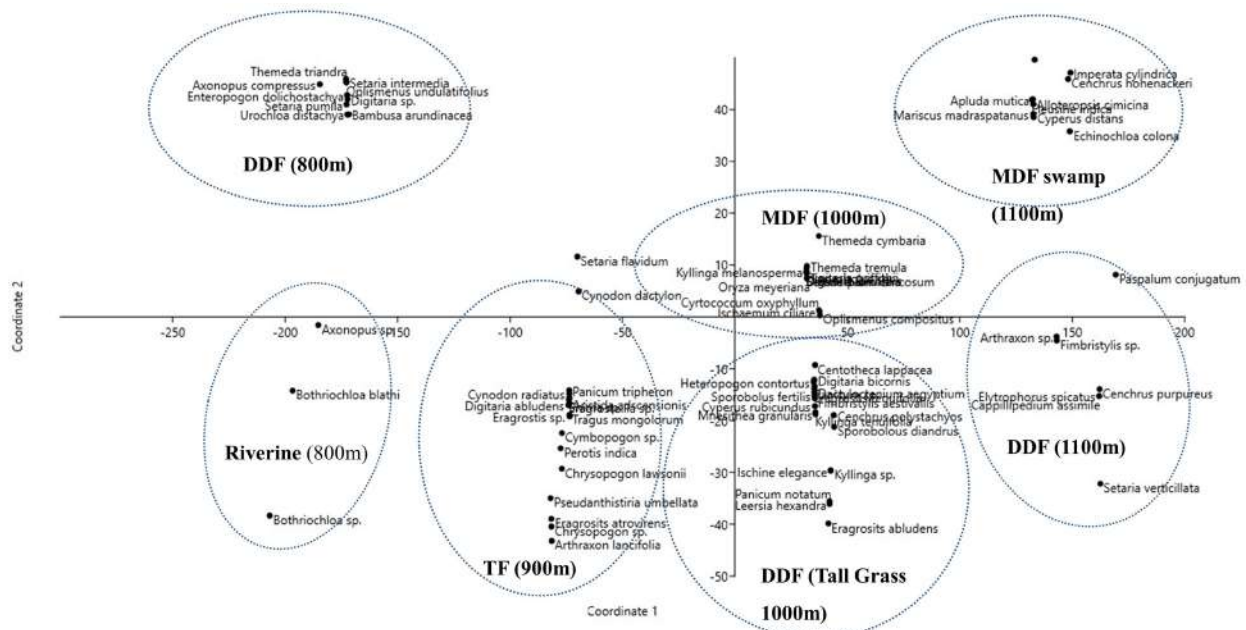 Themeda triandra
Setaria intermedia
Axonopus compressus
Oplismenus undulatifolius
Enteropogon dolichostachya
Digitaria sp.
Setaria pumila
Urochloa distachya
Bambusa arundinacea
DDF (800m)
Imperata cylindrica
Cenchrus hohenackeri
Apluda mutica
Alloteropsis cimicina
Mariscus madraspatanus
Cyperus distans
Echinochloa colona
MDF swamp
(1100m)
MDF (1000m)
Themeda cymbaria
Themeda tremula
Kyllinga melanosperma
Oryza meyeriana
Cyrtococcum oxyphyllum
Ischaemum ciliare
Oplismenus compositus
Setaria flavidum
Cynodon dactylon
Axonopus sp.
Bothriochloa blathi
Riverine (800m)
Bothriochloa sp.
Panicum tripheron
Cynodon radiatus
Digitaria abludens
Eragrostis sp.
Tragus mongolorum
Cymbopogon sp.
Perotis indica
Chrysopogon lawsonii
Pseudanthistiria umbellata
Eragrosits atrovirens
Chrysopogon sp.
Arthraxon lancifolia
TF (900m)
Centotheca lappacea
Heteropogon contortus
Digitaria bicornis
Dactyloctenium aegyptium
Sporobolus fertilis
Cyperus rubicundus
Fimbristylis aestivallis
Mnesithea granularis
Cenchrus polystachyos
Kyllinga tenuifolia
Sporobolous diandrus
Ischine elegance
Kyllinga sp.
Panicum notatum
Leersia hexandra
Eragrosits abludens
DDF (Tall Grass
1000m)
Paspalum conjugatum
Arthraxon sp.
Fimbristylis sp.
Cenchrus purpureus
Elytophorus spicatus
Cappillipedium assimile
DDF (1100m)
Setaria verticillata
40
30
20
10
-10
-20
-30
-40
-50
-250
-200
-150
-100
-50
50
100
150
200
Coordinate 2
Coordinate 1